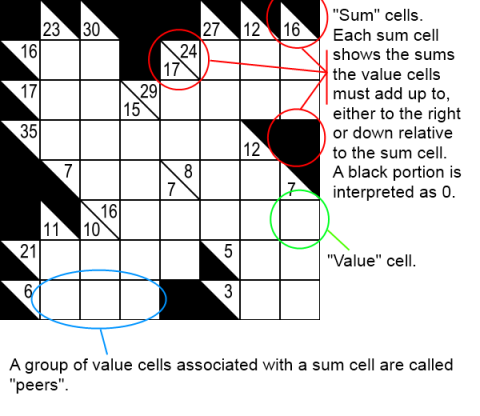 23 30 27 12 16
16 24 17
17 29 15
35 12
7 8 7 7
11 16 10
21 5
6 3
"Sum" cells.
Each sum cell
shows the sums
the value cells
must add up to,
either to the right
or down relative
to the sum cell.
A black portion is
interpreted as 0.
"Value" cell.
A group of value cells associated with a sum cell are called
"peers".